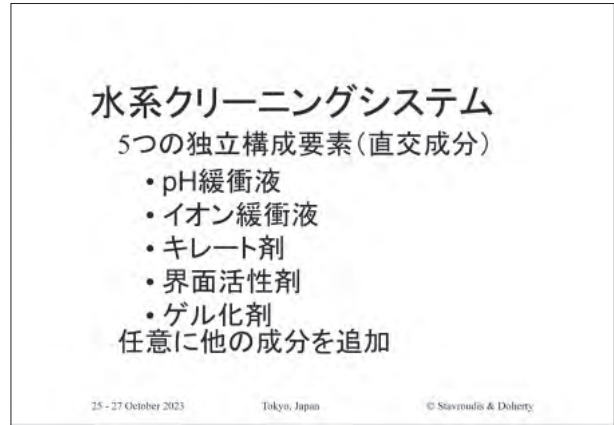 水系クリーニングシステム
5つの独立構成要素（直交成分）
• pH緩衝液
• イオン緩衝液
• キレート剤
• 界面活性剤
• ゲル化剤
任意に他の成分を追加
25 - 27 October 2023 Tokyo, Japan © Stavroudis & Doherty